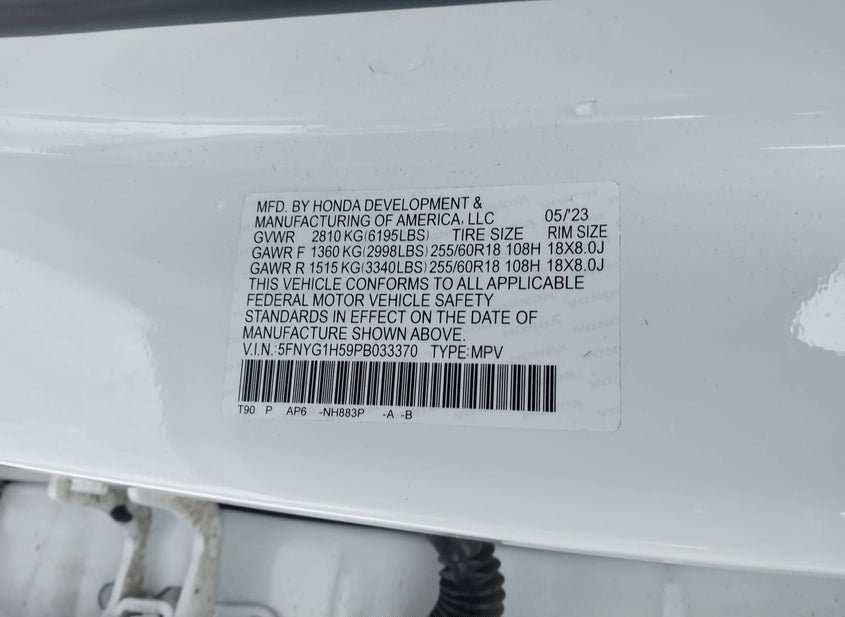 MFD. BY HONDA DEVELOPMENT &
MANUFACTURING OF AMERICA, LLC 05/'23
GVWR 2810 KG(6195LBS) TIRE SIZE RIM SIZE
GAWR F 1360 KG(2998LBS) 255/60R18 108H 18X8.0J
GAWR R 1515 KG(3340LBS) 255/60R18 108H 18X8.0J
THIS VEHICLE CONFORMS TO ALL APPLICABLE
FEDERAL MOTOR VEHICLE SAFETY
STANDARDS IN EFFECT ON THE DATE OF
MANUFACTURE SHOWN ABOVE.
V.I.N.:5FNYG1H59PB033370 TYPE:MPV
T90 P AP6 -NH883P -A -B